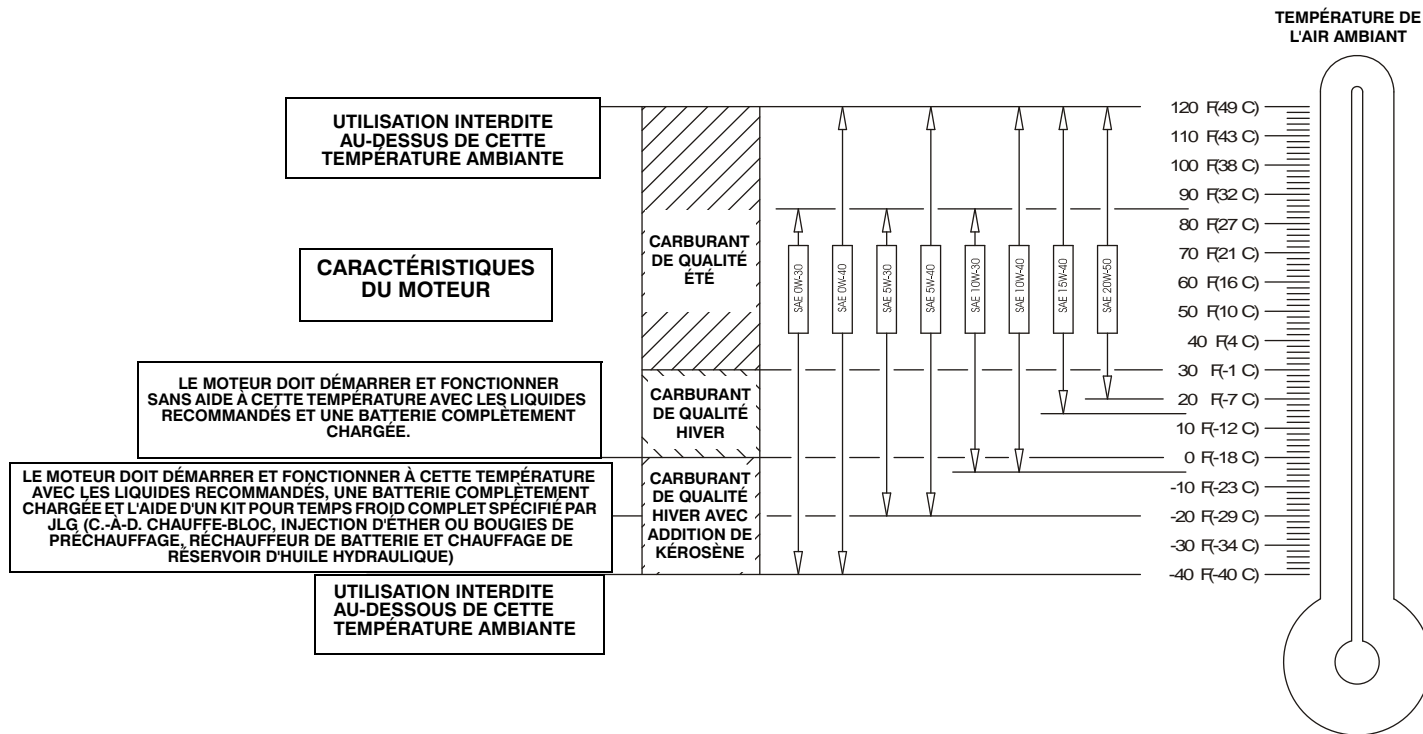 TEMPÉRATURE DE
L'AIR AMBIANT
UTILISATION INTERDITE
AU-DESSUS DE CETTE
TEMPÉRATURE AMBIANTE
CARACTÉRISTIQUES
DU MOTEUR
LE MOTEUR DOIT DÉMARRER ET FONCTIONNER
SANS AIDE À CETTE TEMPÉRATURE AVEC LES LIQUIDES
RECOMMANDÉS ET UNE BATTERIE COMPLÈTEMENT
CHARGÉE.
LE MOTEUR DOIT DÉMARRER ET FONCTIONNER À CETTE TEMPÉRATURE
AVEC LES LIQUIDES RECOMMANDÉS, UNE BATTERIE COMPLÈTEMENT
CHARGÉE ET L'AIDE D'UN KIT POUR TEMPS FROID COMPLET SPÉCIFIÉ PAR
JLG (C.-À-D. CHAUFFE-BLOC, INJECTION D'ÉTHER OU BOUGIES DE
PRÉCHAUFFAGE, RÉCHAUFFEUR DE BATTERIE ET CHAUFFAGE DE
RÉSERVOIR D'HUILE HYDRAULIQUE)
UTILISATION INTERDITE
AU-DESSOUS DE CETTE
TEMPÉRATURE AMBIANTE
CARBURANT
DE QUALITÉ
ÉTÉ
CARBURANT
DE QUALITÉ
HIVER
CARBURANT
DE QUALITÉ
HIVER AVEC
ADDITION DE
KÉROSÈNE
SAE 0W-30
SAE 0W-40
SAE 5W-30
SAE 5W-40
SAE 10W-30
SAE 10W-40
SAE 15W-40
SAE 20W-50
120 F(49 C)
110 F(43 C)
100 F(38 C)
90 F(32 C)
80 F(27 C)
70 F(21 C)
60 F(16 C)
50 F(10 C)
40 F(4 C)
30 F(-1 C)
20 F(-7 C)
10 F(-12 C)
0 F(-18 C)
-10 F(-23 C)
-20 F(-29 C)
-30 F(-34 C)
-40 F(-40 C)